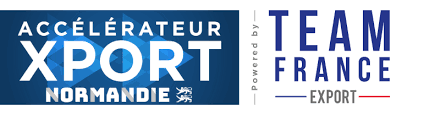 ACCÉLÉRATEUR
XPORT
NORMANDIE
Powered by
TEAM
FRANCE
EXPORT